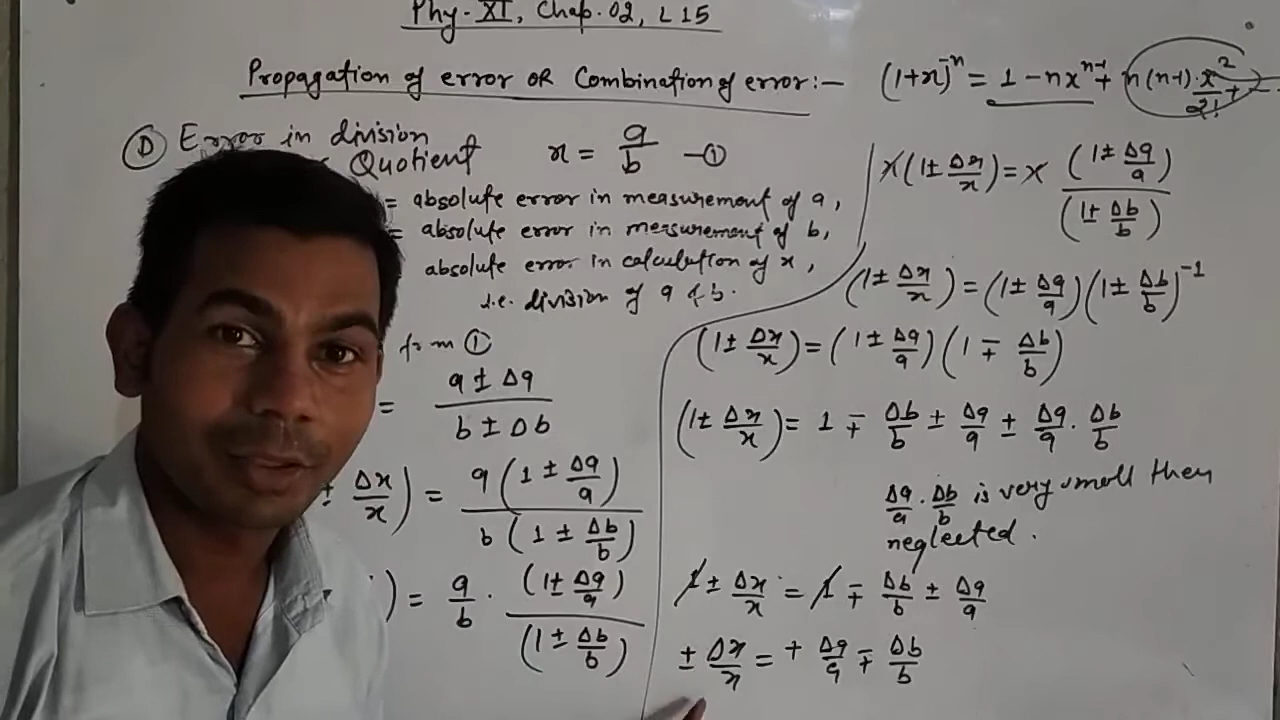 Phy-XI, Chap.02, L15
Propagation of error OR Combination of error:-
(1+x)^-n = 1 - nx^n-1 + n(n-1).x^2/2! + --
(D) Error in division
Quotient x = a/b -①
= absolute error in measurement of a,
= absolute error in mesurement of b,
absolute error in calculation of x,
i.e. division of a & b.
from ①
= (a ± Δa)/(b ± Δb)
± Δx/x) = a(1 ± Δa/a)/b(1 ± Δb/b)
) = a/b . (1 ± Δa/a)/(1 ± Δb/b)
x(1 ± Δx/x) = x (1 ± Δa/a)/(1 ± Δb/b)
(1 ± Δx/x) = (1 ± Δa/a)(1 ± Δb/b)^-1
(1 ± Δx/x) = (1 ± Δa/a)(1 ∓ Δb/b)
(1 ± Δx/x) = 1 ∓ Δb/b ± Δa/a ± Δa/a . Δb/b
Δa/a . Δb/b is very small then
neglected.
1 ± Δx/x = 1 ∓ Δb/b ± Δa/a
± Δx/x = + Δa/a ∓ Δb/b